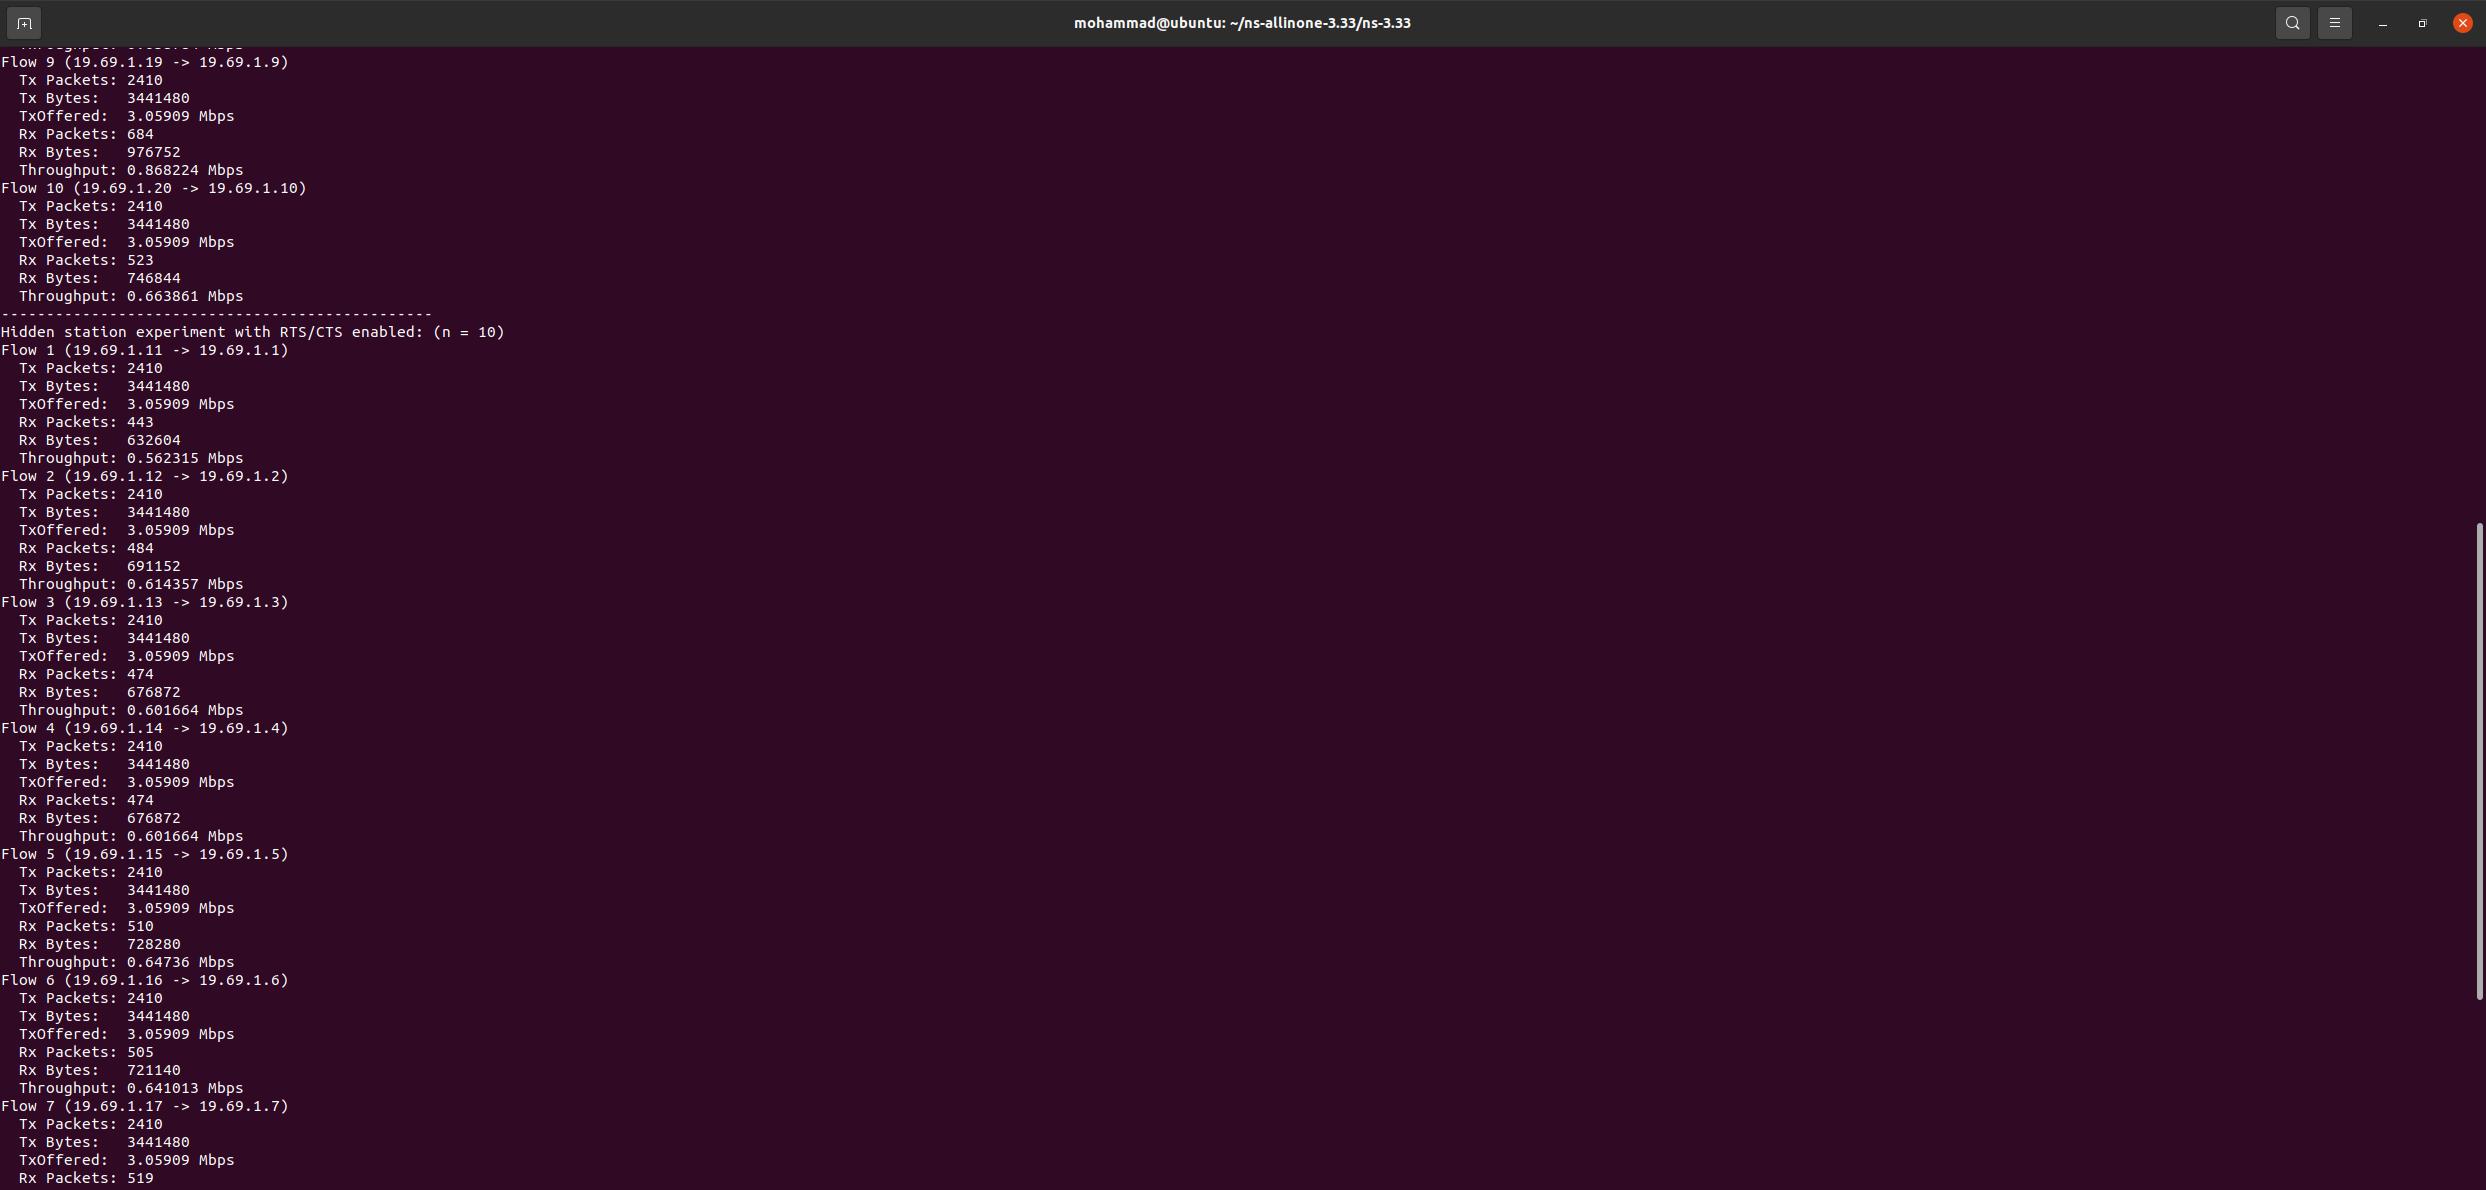 mohammad@ubuntu: ~/ns-allinone-3.33/ns-3.33
Flow 9 (19.69.1.19 -> 19.69.1.9)
  Tx Packets: 2410
  Tx Bytes:   3441480
  TxOffered:  3.05909 Mbps
  Rx Packets: 684
  Rx Bytes:   976752
  Throughput: 0.868224 Mbps
Flow 10 (19.69.1.20 -> 19.69.1.10)
  Tx Packets: 2410
  Tx Bytes:   3441480
  TxOffered:  3.05909 Mbps
  Rx Packets: 523
  Rx Bytes:   746844
  Throughput: 0.663861 Mbps
------------------------------------------------
Hidden station experiment with RTS/CTS enabled: (n = 10)
Flow 1 (19.69.1.11 -> 19.69.1.1)
  Tx Packets: 2410
  Tx Bytes:   3441480
  TxOffered:  3.05909 Mbps
  Rx Packets: 443
  Rx Bytes:   632604
  Throughput: 0.562315 Mbps
Flow 2 (19.69.1.12 -> 19.69.1.2)
  Tx Packets: 2410
  Tx Bytes:   3441480
  TxOffered:  3.05909 Mbps
  Rx Packets: 484
  Rx Bytes:   691152
  Throughput: 0.614357 Mbps
Flow 3 (19.69.1.13 -> 19.69.1.3)
  Tx Packets: 2410
  Tx Bytes:   3441480
  TxOffered:  3.05909 Mbps
  Rx Packets: 474
  Rx Bytes:   676872
  Throughput: 0.601664 Mbps
Flow 4 (19.69.1.14 -> 19.69.1.4)
  Tx Packets: 2410
  Tx Bytes:   3441480
  TxOffered:  3.05909 Mbps
  Rx Packets: 474
  Rx Bytes:   676872
  Throughput: 0.601664 Mbps
Flow 5 (19.69.1.15 -> 19.69.1.5)
  Tx Packets: 2410
  Tx Bytes:   3441480
  TxOffered:  3.05909 Mbps
  Rx Packets: 510
  Rx Bytes:   728280
  Throughput: 0.64736 Mbps
Flow 6 (19.69.1.16 -> 19.69.1.6)
  Tx Packets: 2410
  Tx Bytes:   3441480
  TxOffered:  3.05909 Mbps
  Rx Packets: 505
  Rx Bytes:   721140
  Throughput: 0.641013 Mbps
Flow 7 (19.69.1.17 -> 19.69.1.7)
  Tx Packets: 2410
  Tx Bytes:   3441480
  TxOffered:  3.05909 Mbps
  Rx Packets: 519